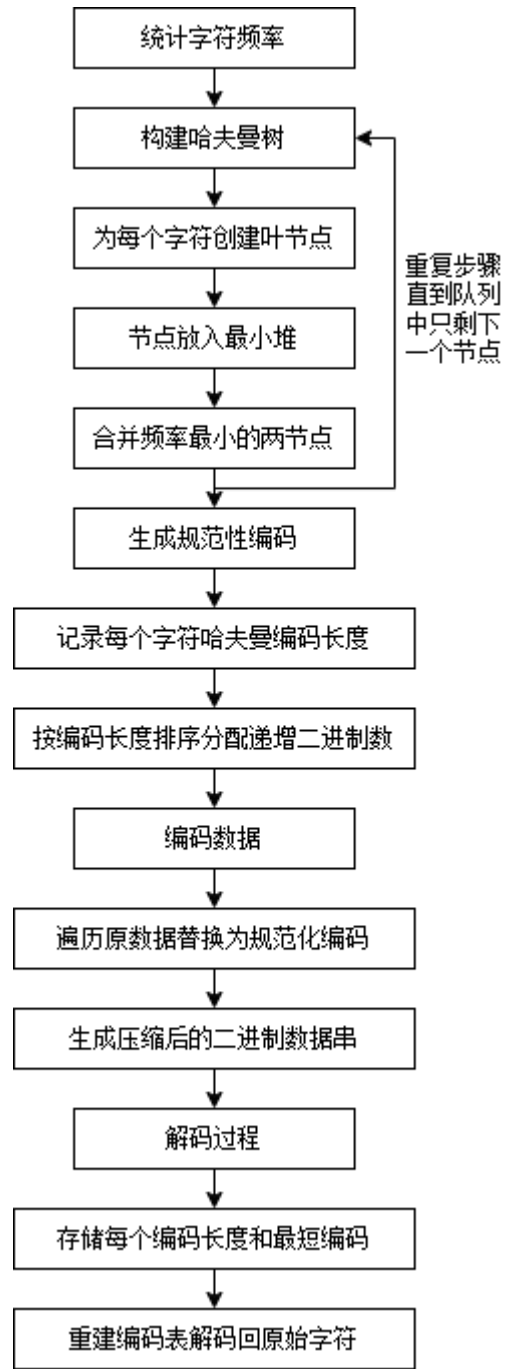 统计字符频率
构建哈夫曼树
为每个字符创建叶节点
节点放入最小堆
合并频率最小的两节点
重复步骤
直到队列
中只剩下
一个节点
生成规范性编码
记录每个字符哈夫曼编码长度
按编码长度排序分配递增二进制数
编码数据
遍历原数据替换为规范化编码
生成压缩后的二进制数据串
解码过程
存储每个编码长度和最短编码
重建编码表解码回原始字符